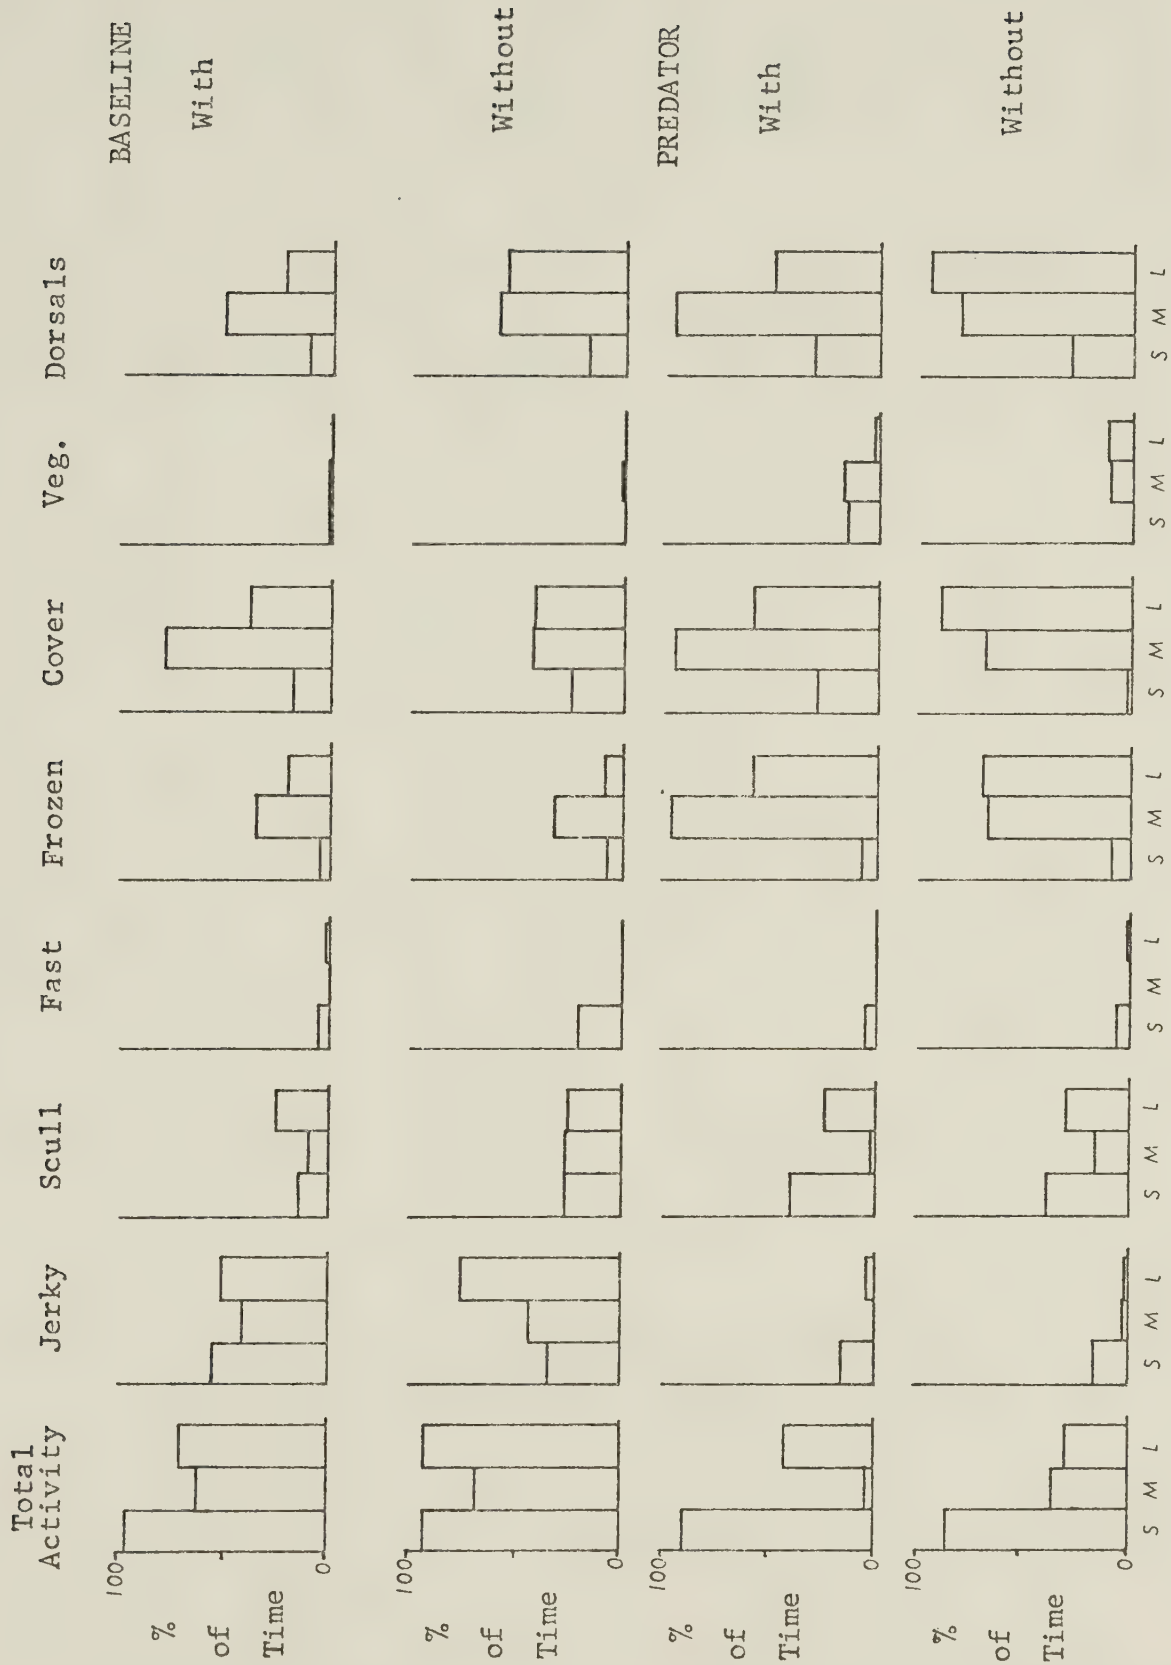 Total
Activity
Jerky
Scull
Fast
Frozen
Cover
Veg.
Dorsals
BASELINE
With
100
%
of
Time
0
Without
100
%
of
Time
0
PREDATOR
With
100
%
of
Time
0
Without
100
%
of
Time
0
S M L
S M L
S M L
S M L
S M L
S M L
S M L
S M L